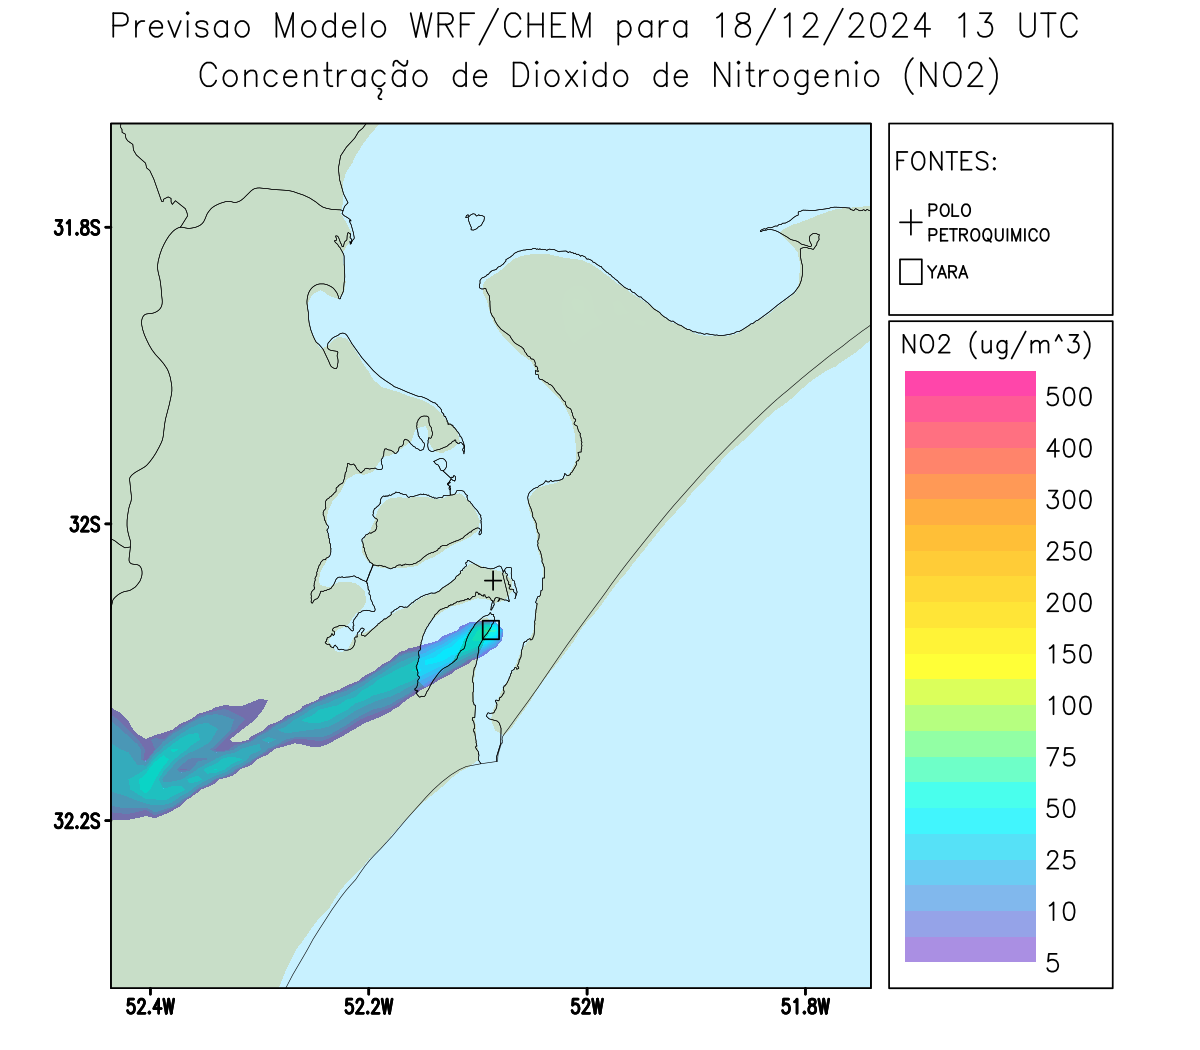 Previsao Modelo WRF/CHEM para 18/12/2024 13 UTC
Concentração de Dioxido de Nitrogenio (NO2)
FONTES:
POLO
PETROQUIMICO
YARA
NO2 (ug/m^3)
500
400
300
250
200
150
100
75
50
25
10
5
31.8S
32S
32.2S
52.4W
52.2W
52W
51.8W